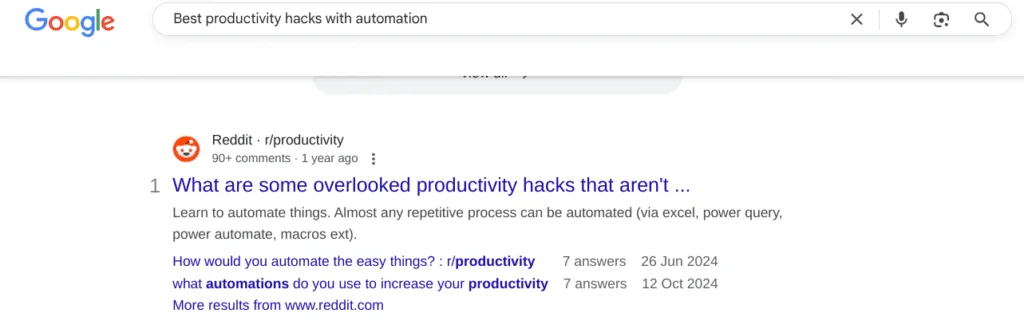 Google
Best productivity hacks with automation
Reddit · r/productivity
90+ comments · 1 year ago
1 What are some overlooked productivity hacks that aren't ...
Learn to automate things. Almost any repetitive process can be automated (via excel, power query,
power automate, macros ext).
How would you automate the easy things? : r/productivity 7 answers 26 Jun 2024
what automations do you use to increase your productivity 7 answers 12 Oct 2024
More results from www.reddit.com